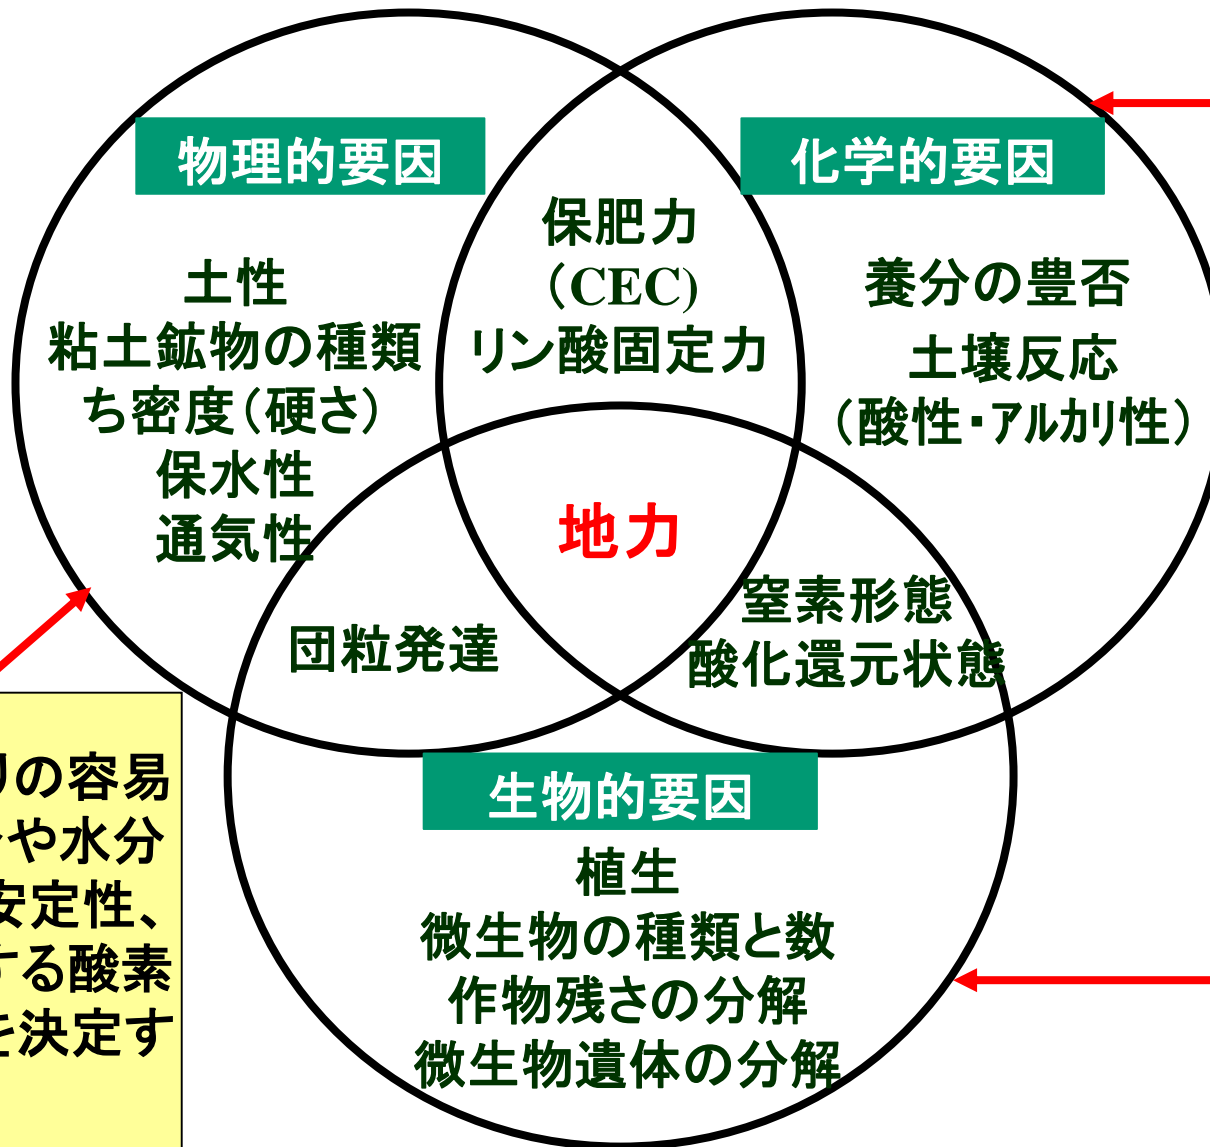 物理的要因
化学的要因
保肥力
（CEC)
リン酸固定力
土性
粘土鉱物の種類
ち密度（硬さ）
保水性
通気性
養分の豊否
土壌反応
（酸性・アルカリ性）
地力
団粒発達
窒素形態
酸化還元状態
生物的要因
植生
微生物の種類と数
作物残さの分解
微生物遺体の分解
の容易
や水分
安定性、
する酸素
を決定す